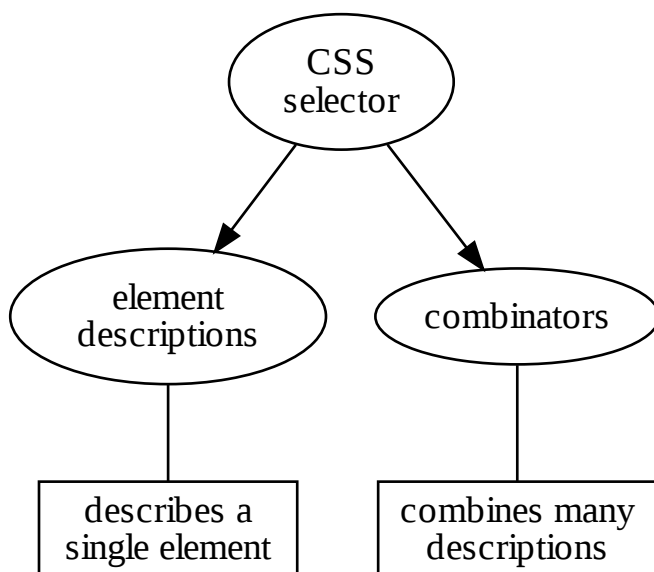 CSS
selector
element
descriptions
combinators
describes a
single element
combines many
descriptions